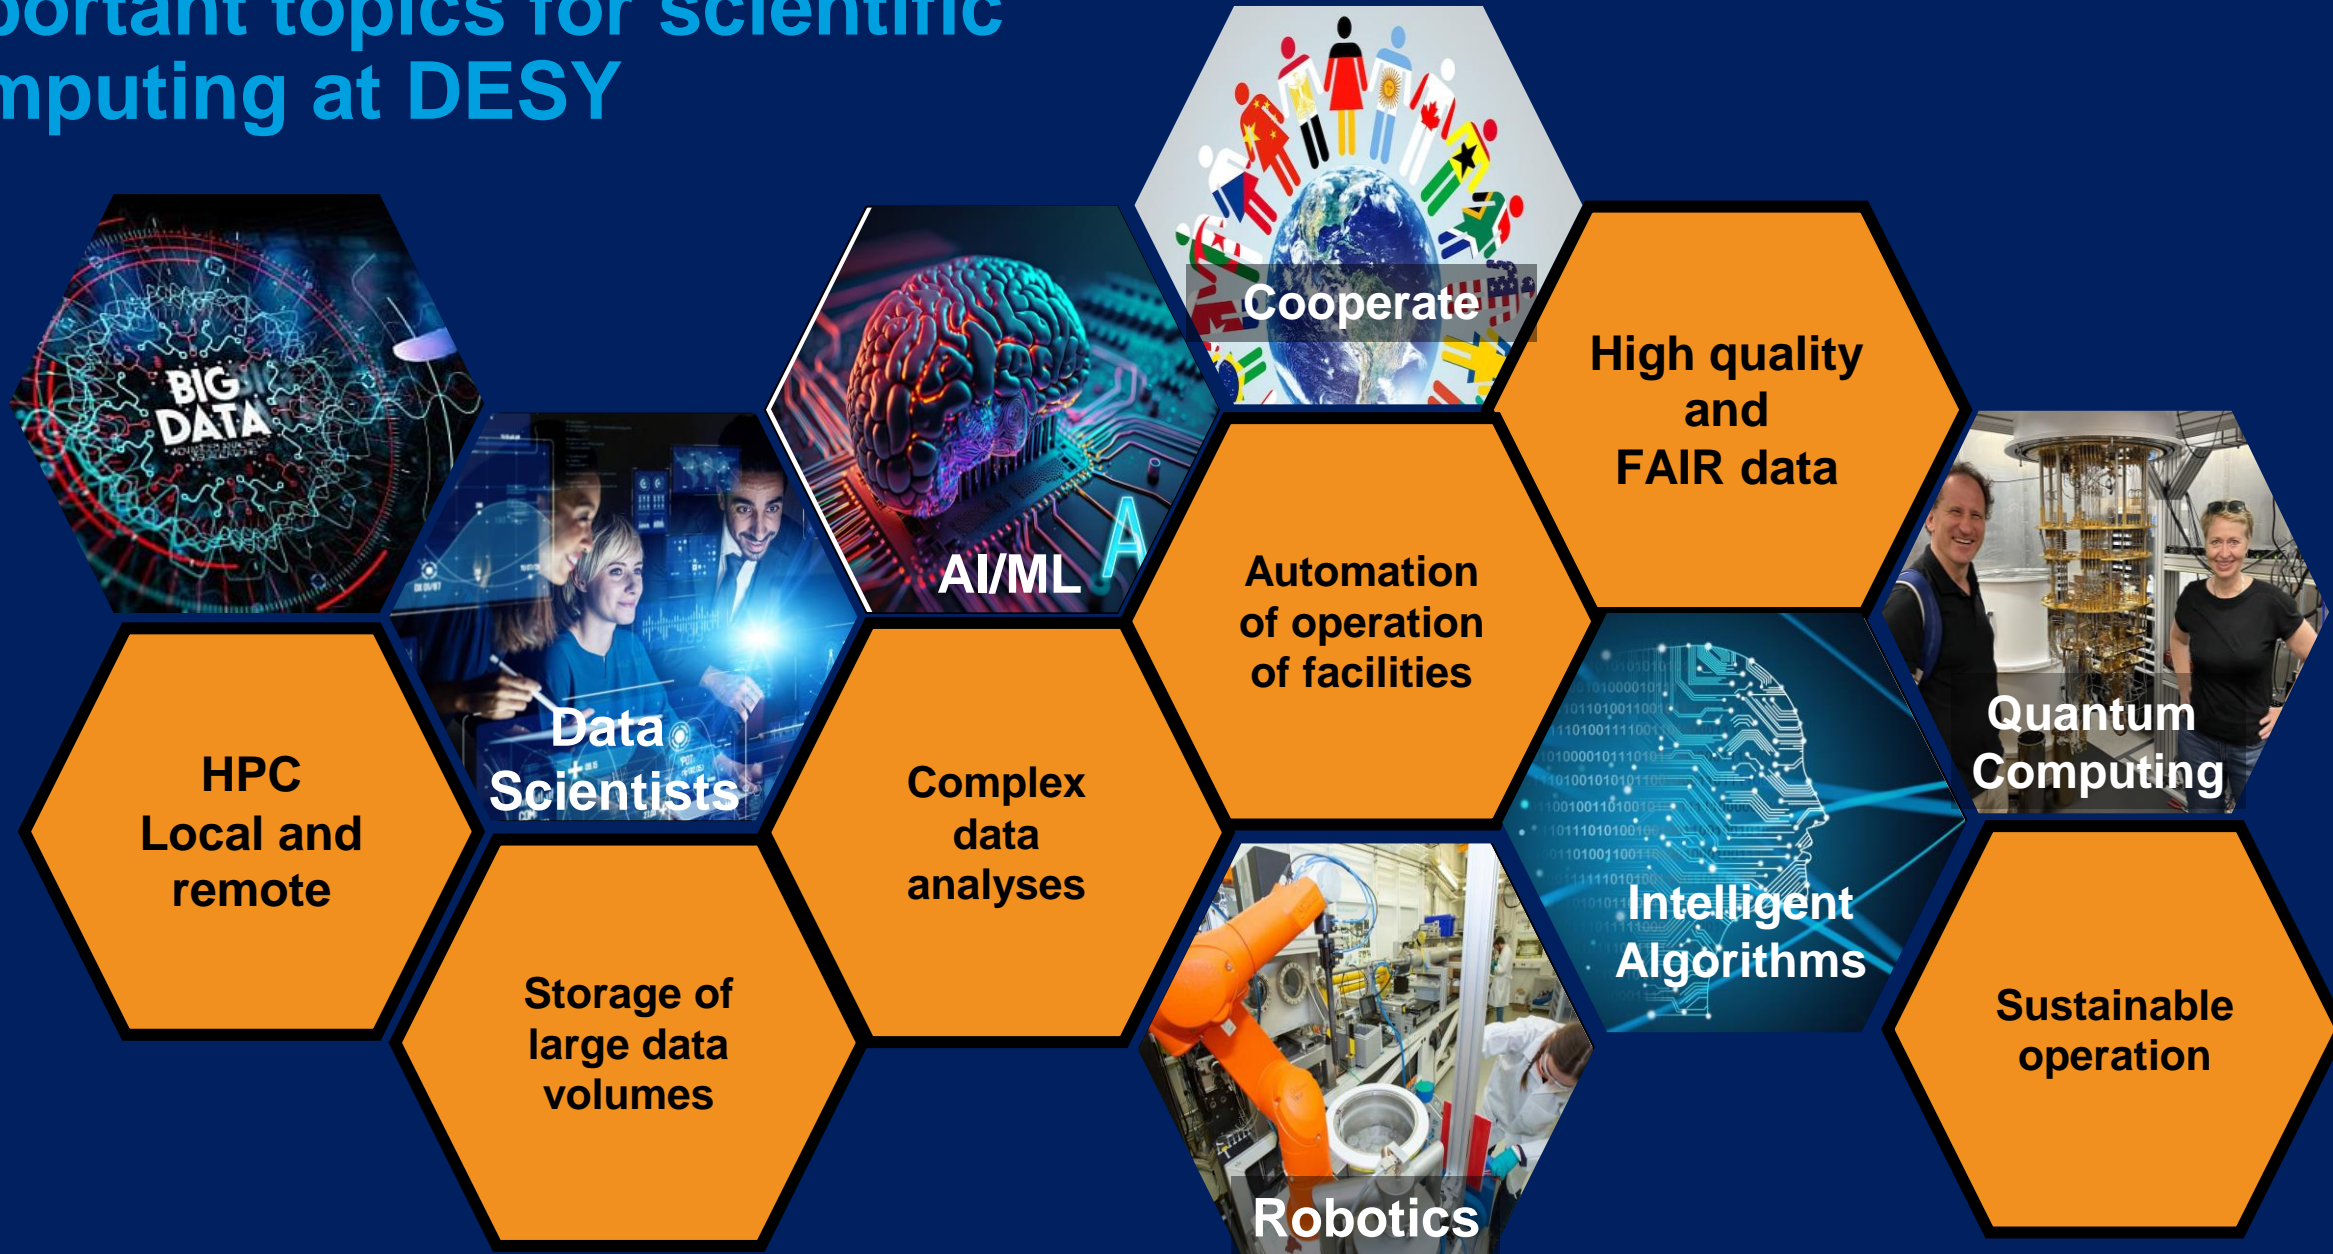 portant topics for scientific
mputing at DESY
Cooperate
BIG
DATA
High quality
and
FAIR data
AI/ML
A
Automation
of operation
of facilities
Data
Scientists
Quantum
Computing
HPC
Local and
remote
Complex
data
analyses
Intelligent
Algorithms
Storage of
large data
volumes
Sustainable
operation
Robotics